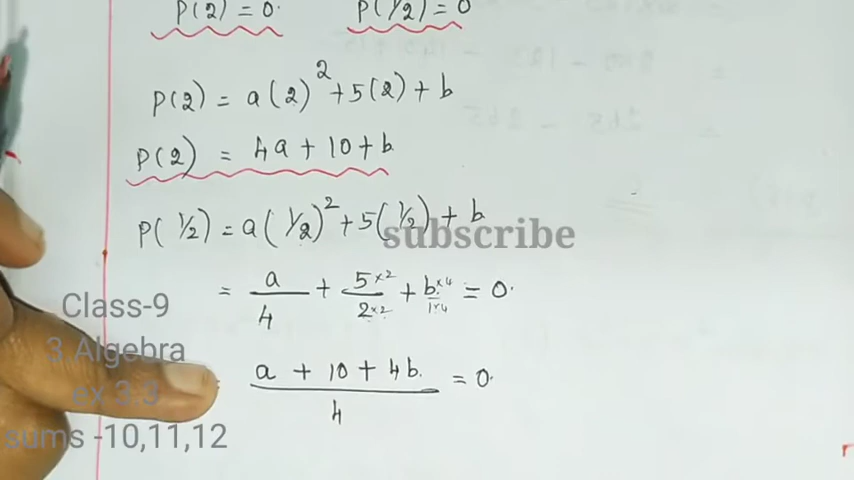 P(2) = 0. P(1/2) = 0
P(2) = a(2)² + 5(2) + b
P(2) = 4a + 10 + b
P(1/2) = a(1/2)² + 5(1/2) + b
subscribe
= a/4 + 5×2/2×2 + b×4/1×4 = 0.
Class-9
3.Algebra
a + 10 + 4b. / 4 = 0.
ex 3.3
sums -10,11,12